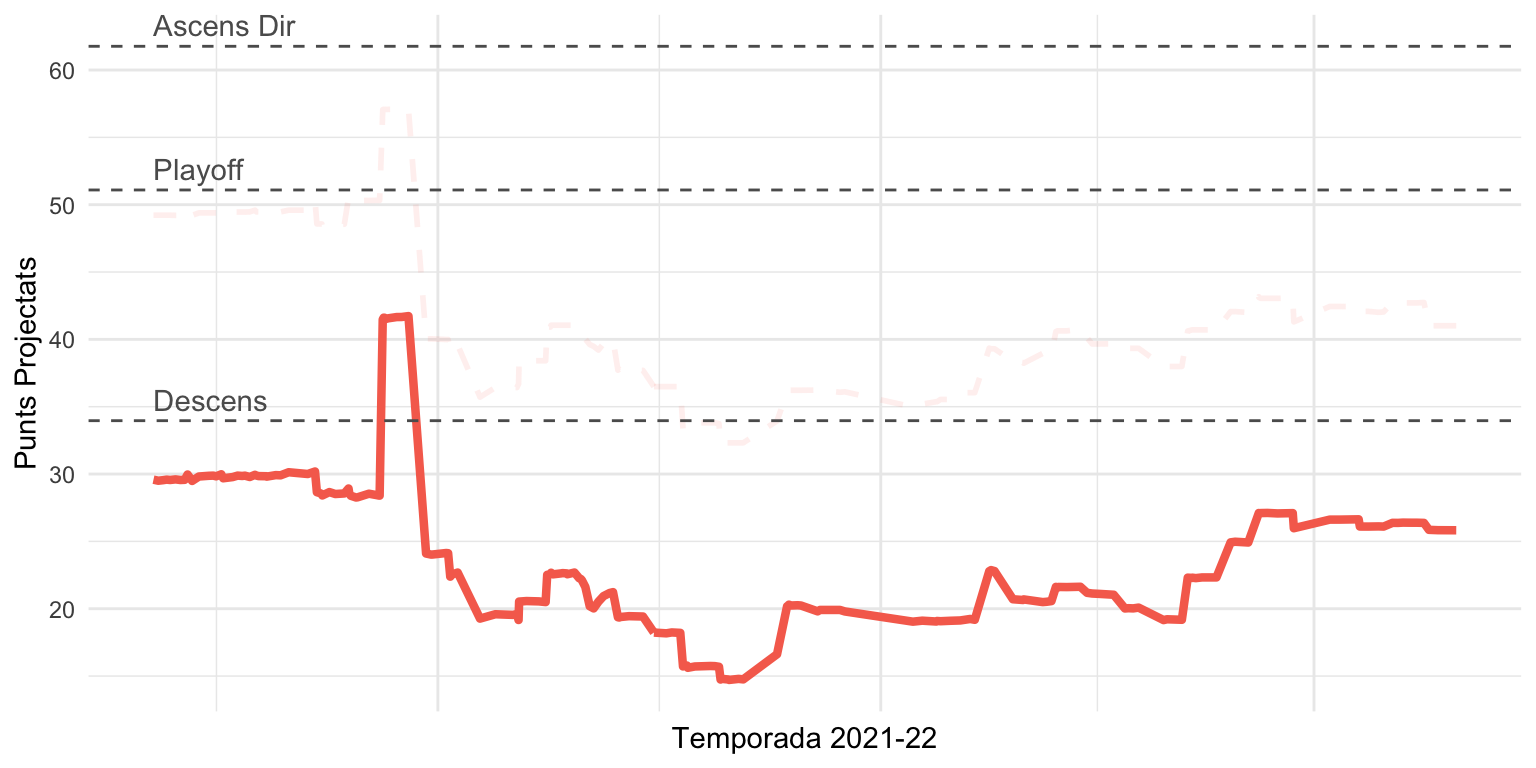 Ascens Dir
60
Playoff
50
40
Descens
30
20
Punts Projectats
Temporada 2021-22